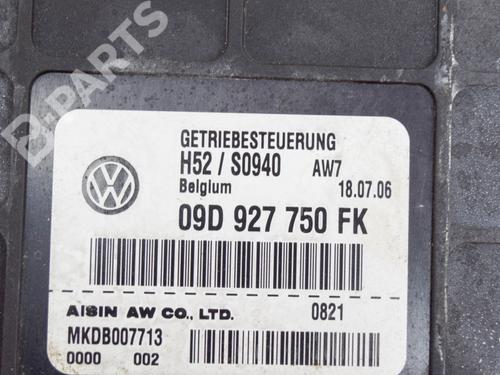 B-PARTS
GETRIEBESTEUERUNG
H52 / S0940 AW7
Belgium 18.07.06
09D 927 750 FK
AISIN AW CO., LTD. 0821
MKDB007713
0000 002